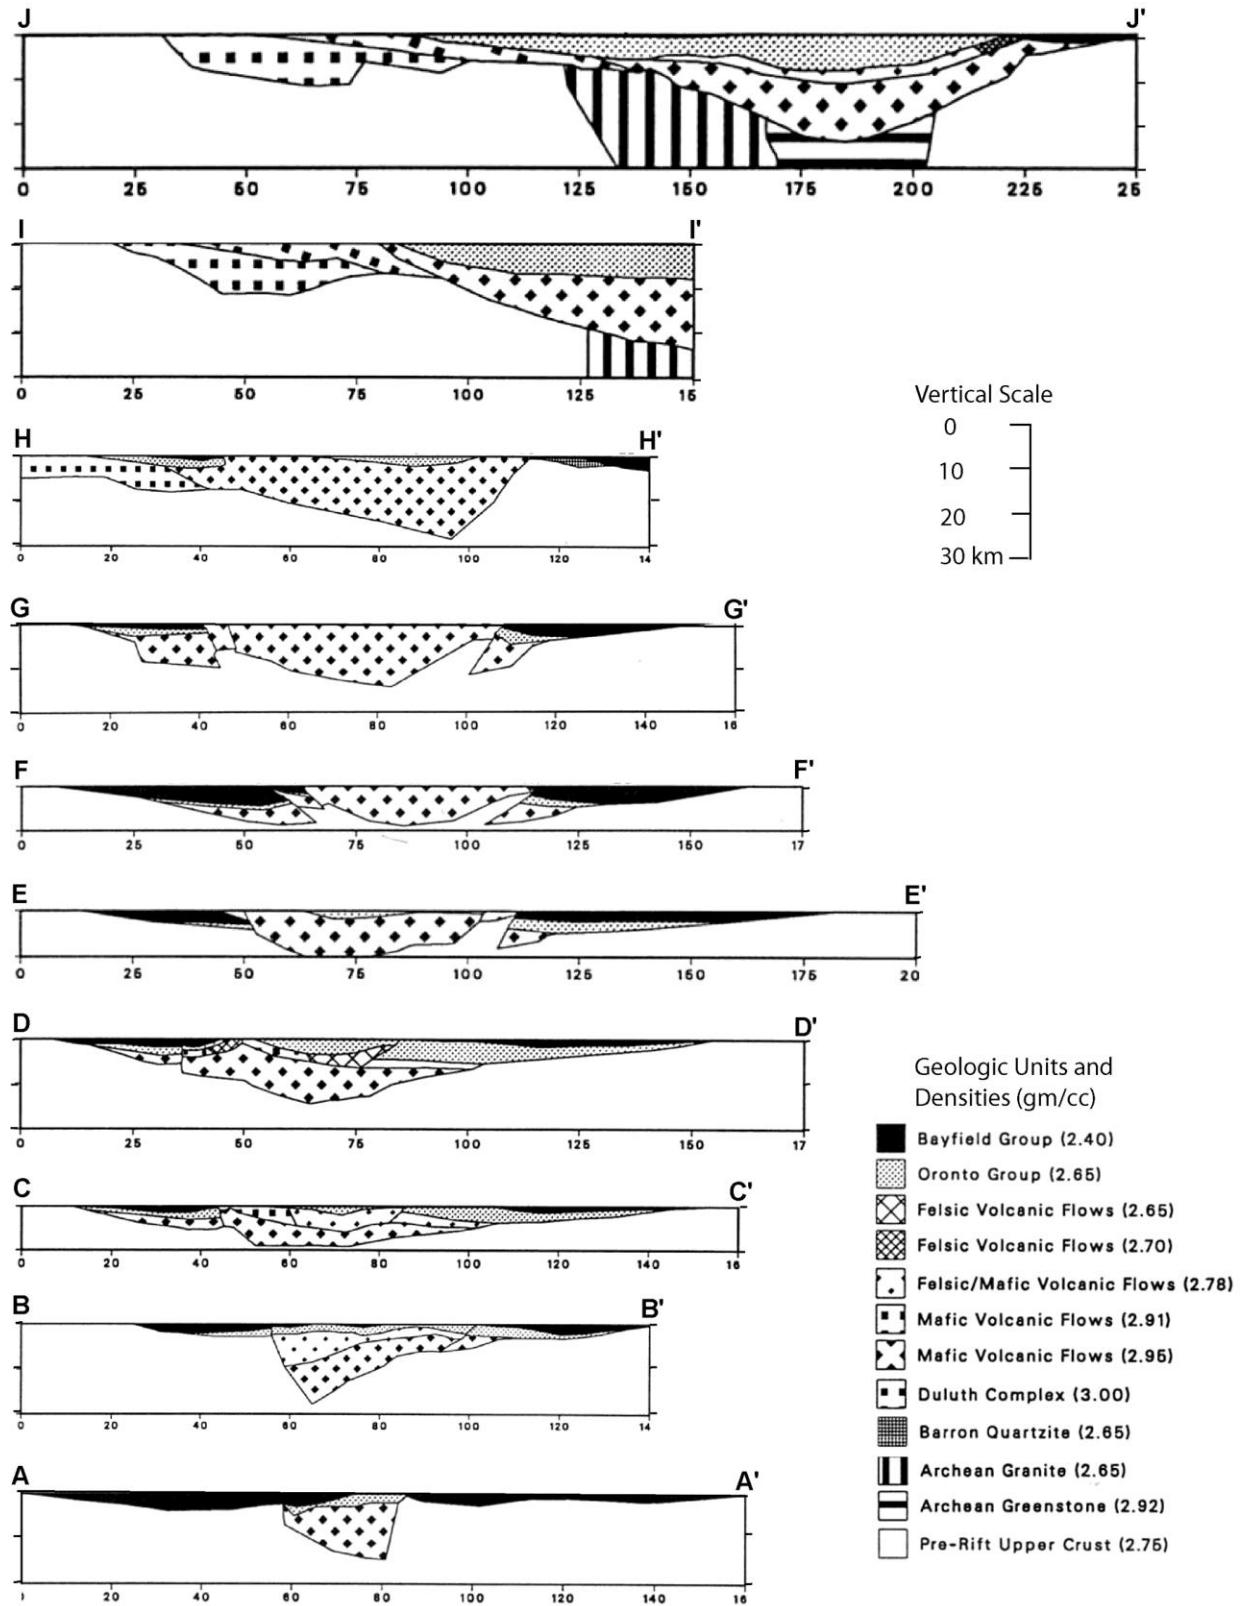 J J'
0 25 50 75 100 125 150 175 200 225 25
I I'
0 25 50 75 100 125 15
Vertical Scale
0
10
20
30 km
H H'
0 20 40 60 80 100 120 14
G G'
0 20 40 60 80 100 120 140 16
F F'
0 25 50 75 100 125 150 17
E E'
0 25 50 75 100 125 150 175 20
D D'
0 25 50 75 100 125 150 17
C C'
0 20 40 60 80 100 120 140 16
B B'
0 20 40 60 80 100 120 14
A A'
20 40 60 80 100 120 140 16
Geologic Units and
Densities (gm/cc)
Bayfield Group (2.40)
Oronto Group (2.65)
Felsic Volcanic Flows (2.65)
Felsic Volcanic Flows (2.70)
Felsic/Mafic Volcanic Flows (2.78)
Mafic Volcanic Flows (2.91)
Mafic Volcanic Flows (2.95)
Duluth Complex (3.00)
Barron Quartzite (2.65)
Archean Granite (2.65)
Archean Greenstone (2.92)
Pre-Rift Upper Crust (2.75)